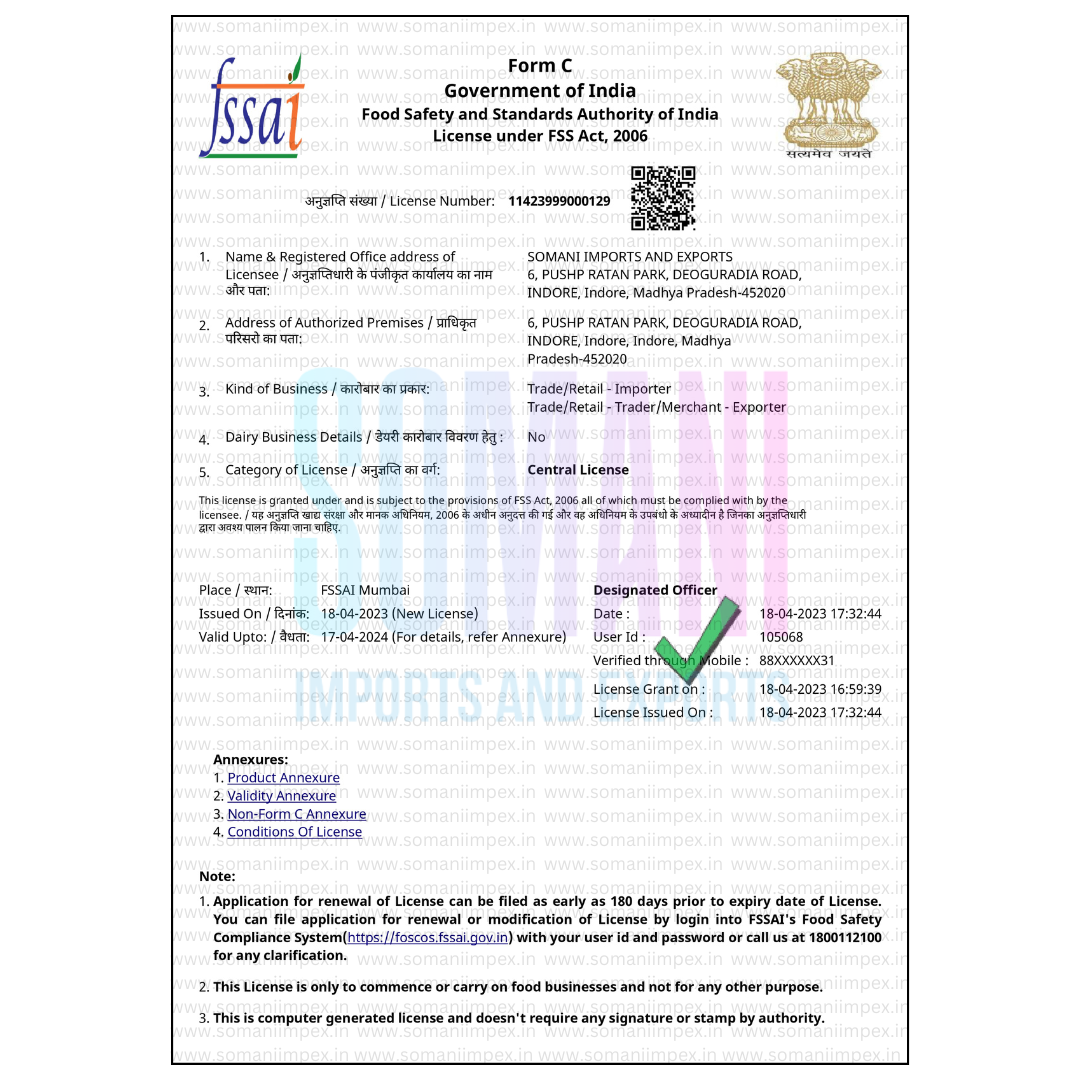 fssai
Form C
Government of India
Food Safety and Standards Authority of India
License under FSS Act, 2006
सत्यमेव जयते
अनुज्ञप्ति संख्या / License Number: 11423999000129
1. Name & Registered Office address of
Licensee / अनुज्ञप्तिधारी के पंजीकृत कार्यालय का नाम
और पता:
SOMANI IMPORTS AND EXPORTS
6, PUSHP RATAN PARK, DEOGURADIA ROAD,
INDORE, Indore, Madhya Pradesh-452020
2. Address of Authorized Premises / प्राधिकृत
परिसरो का पता:
6, PUSHP RATAN PARK, DEOGURADIA ROAD,
INDORE, Indore, Indore, Madhya
Pradesh-452020
3. Kind of Business / कारोबार का प्रकार:
Trade/Retail - Importer
Trade/Retail - Trader/Merchant - Exporter
4. Dairy Business Details / डेयरी कारोबार विवरण हेतु : No
5. Category of License / अनुज्ञप्ति का वर्ग: Central License
This license is granted under and is subject to the provisions of FSS Act, 2006 all of which must be complied with by the
licensee. / यह अनुज्ञप्ति खाद्य संरक्षा और मानक अधिनियम, 2006 के अधीन अनुदत्त की गई और वह अधिनियम के उपबंधो के अध्यादीन है जिनका अनुज्ञप्तिधारी
द्वारा अवश्य पालन किया जाना चाहिए.
SOMANI
IMPORTS AND EXPORTS
Place / स्थान: FSSAI Mumbai
Issued On / दिनांक: 18-04-2023 (New License)
Valid Upto: / वैधता: 17-04-2024 (For details, refer Annexure)
Designated Officer
Date : 18-04-2023 17:32:44
User Id : 105068
Verified through Mobile : 88XXXXXX31
License Grant on : 18-04-2023 16:59:39
License Issued On : 18-04-2023 17:32:44
Annexures:
1. Product Annexure
2. Validity Annexure
3. Non-Form C Annexure
4. Conditions Of License
Note:
1. Application for renewal of License can be filed as early as 180 days prior to expiry date of License.
You can file application for renewal or modification of License by login into FSSAI's Food Safety
Compliance System(https://foscos.fssai.gov.in) with your user id and password or call us at 1800112100
for any clarification.
2. This License is only to commence or carry on food businesses and not for any other purpose.
3. This is computer generated license and doesn't require any signature or stamp by authority.
www.somaniimpex.in